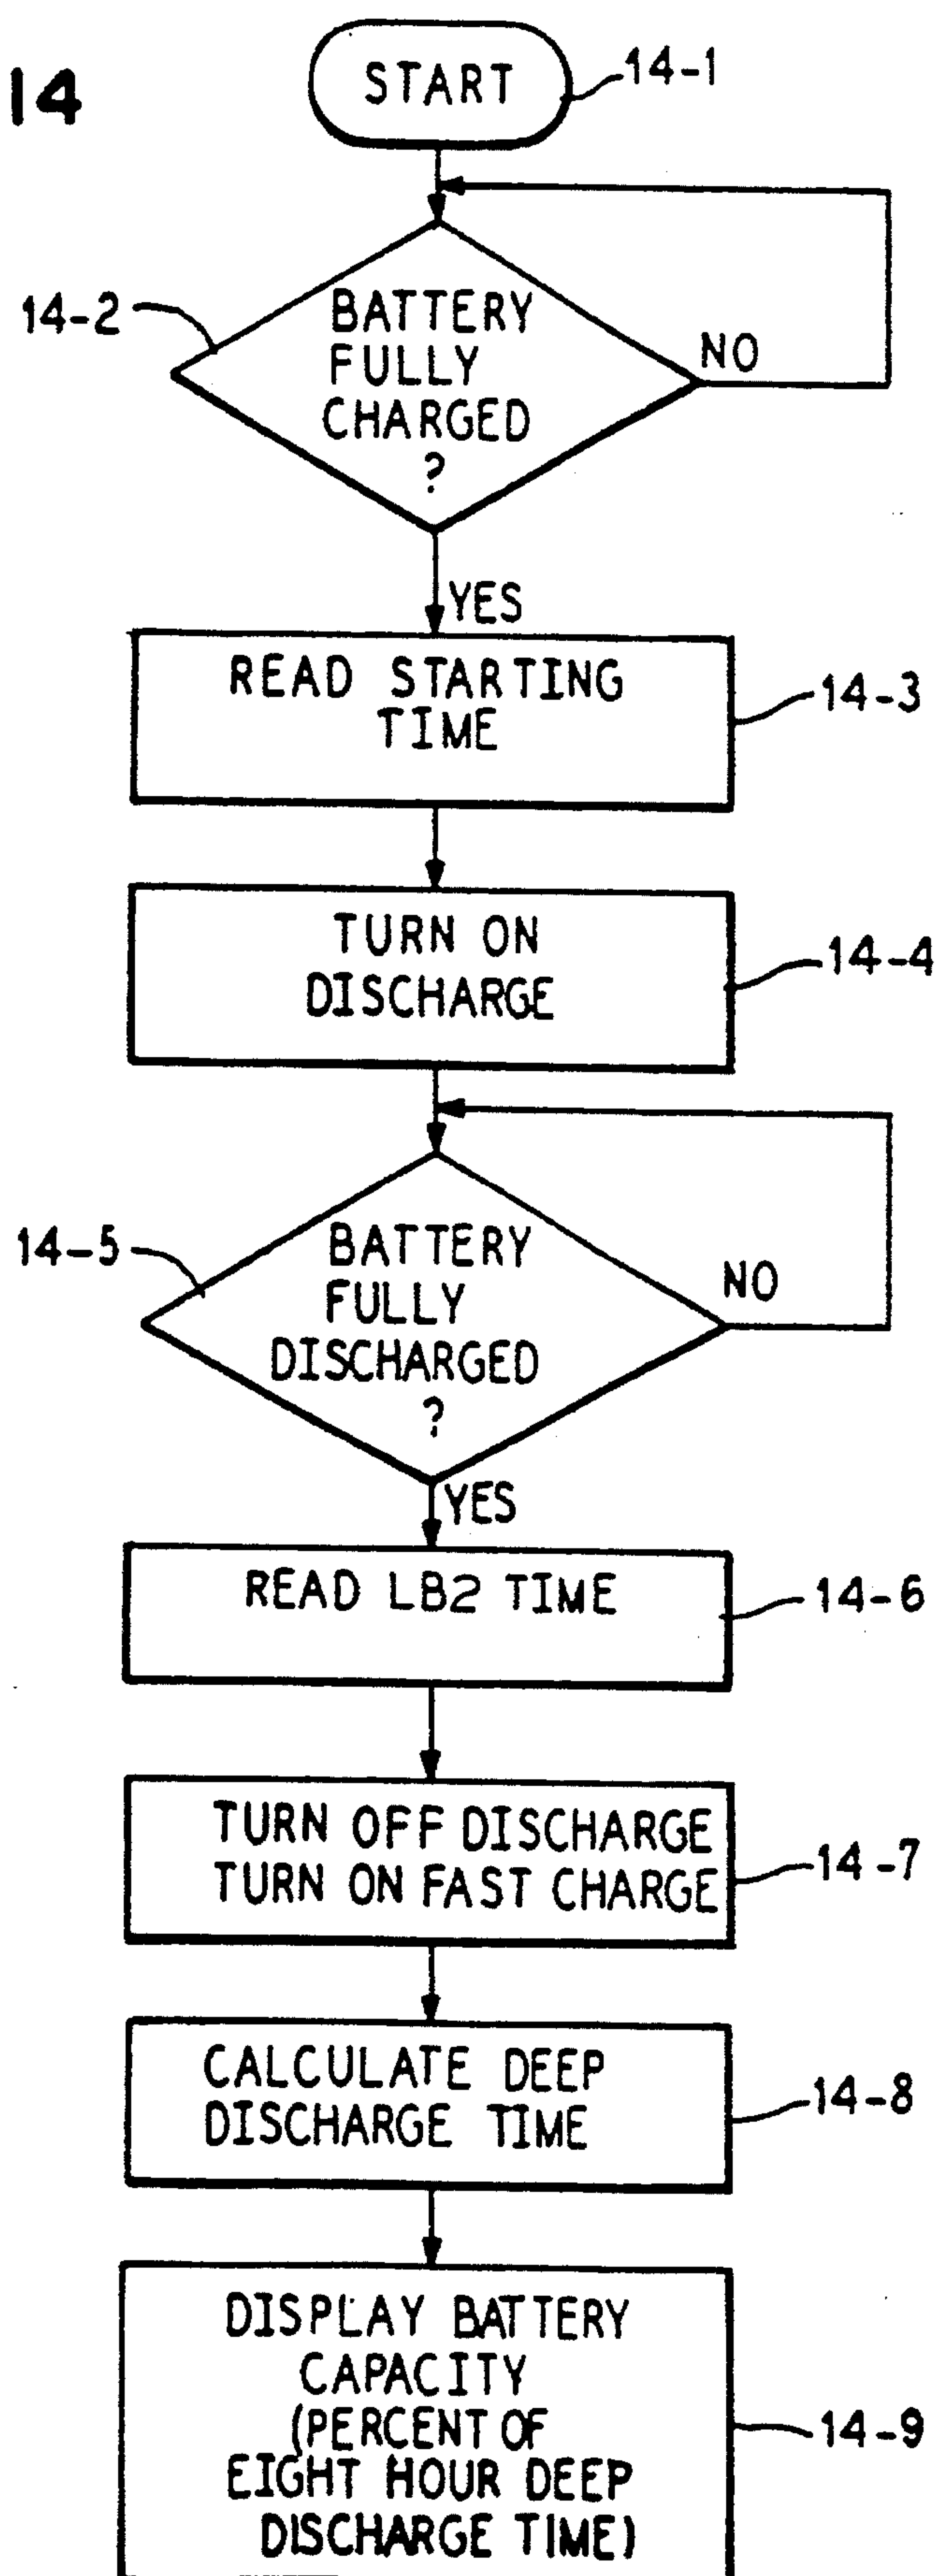 14
START
14-1
14-2
BATTERY
FULLY
CHARGED
?
NO
YES
READ STARTING
TIME
14-3
TURN ON
DISCHARGE
14-4
14-5
BATTERY
FULLY
DISCHARGED
?
NO
YES
READ LB2 TIME
14-6
TURN OFF DISCHARGE
TURN ON FAST CHARGE
14-7
CALCULATE DEEP
DISCHARGE TIME
14-8
DISPLAY BATTERY
CAPACITY
(PERCENT OF
EIGHT HOUR DEEP
DISCHARGE TIME)
14-9